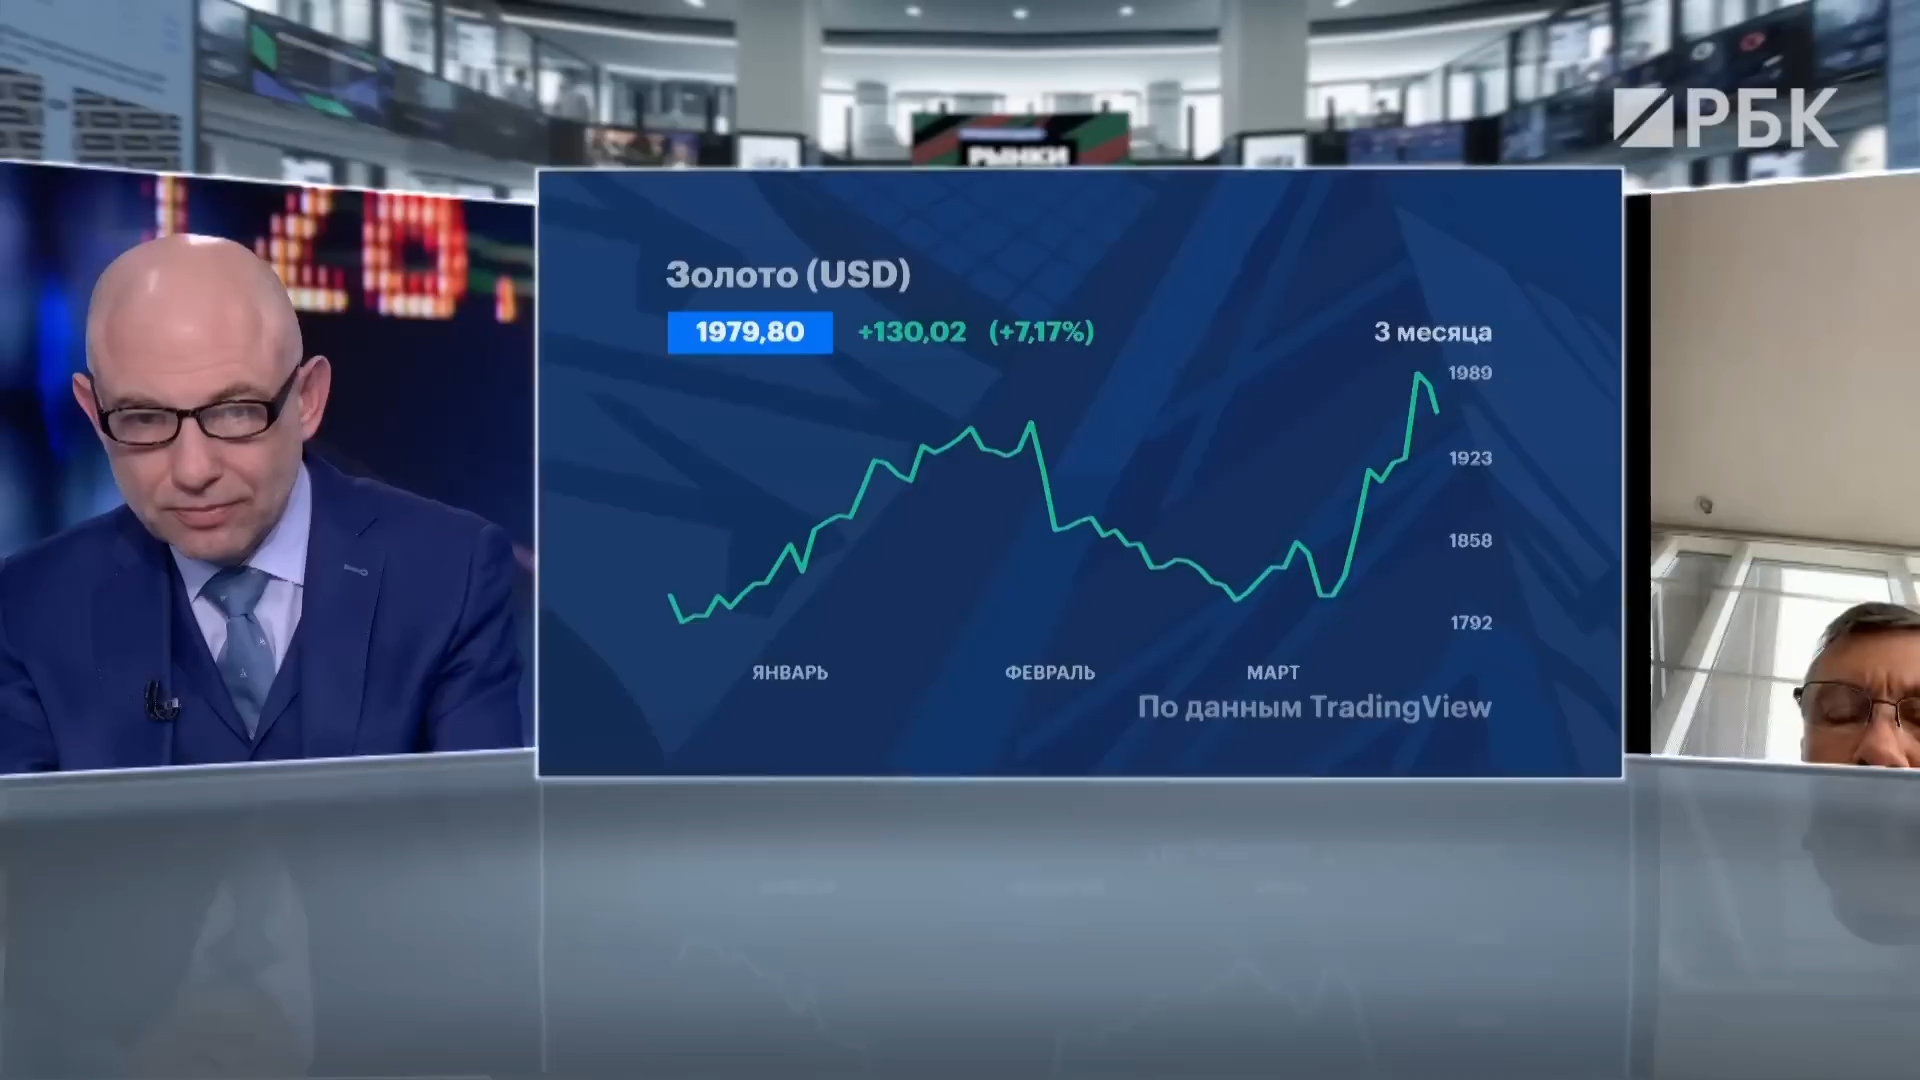 РБК
РЫНКИ
Золото (USD)
1979,80 +130,02 (+7,17%)
3 месяца
1989
1923
1858
1792
ЯНВАРЬ ФЕВРАЛЬ МАРТ
По данным TradingView